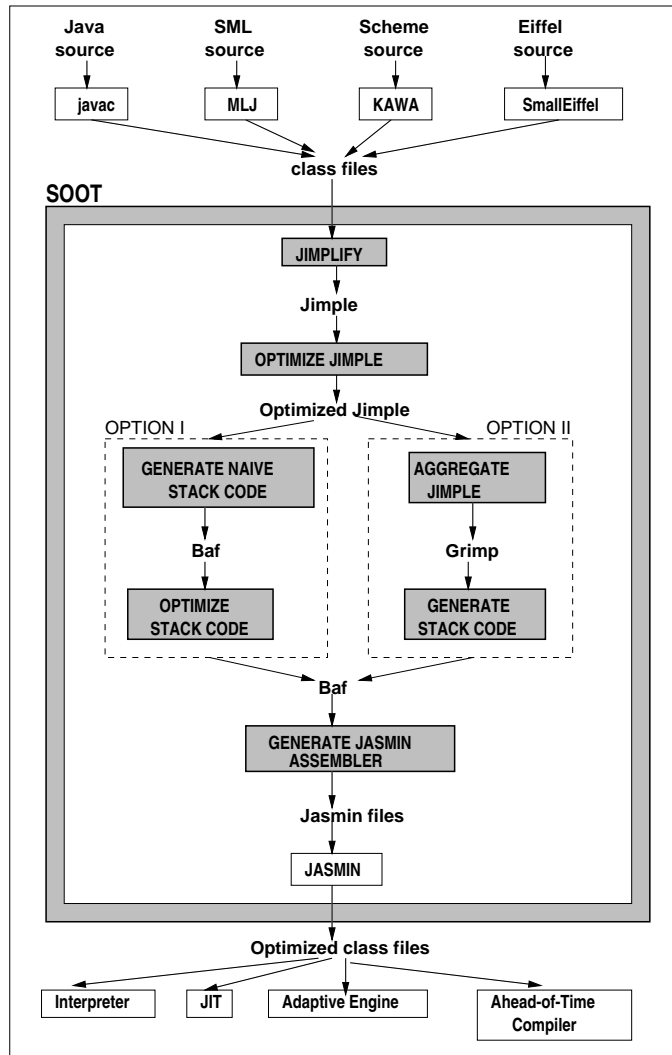 Java source
SML source
Scheme source
Eiffel source
javac
MLJ
KAWA
SmallEiffel
class files
SOOT
JIMPLIFY
Jimple
OPTIMIZE JIMPLE
Optimized Jimple
OPTION I
OPTION II
GENERATE NAIVE
STACK CODE
AGGREGATE
JIMPLE
Baf
Grimp
OPTIMIZE
STACK CODE
GENERATE
STACK CODE
Baf
GENERATE JASMIN
ASSEMBLER
Jasmin files
JASMIN
Optimized class files
Interpreter
JIT
Adaptive Engine
Ahead-of-Time
Compiler